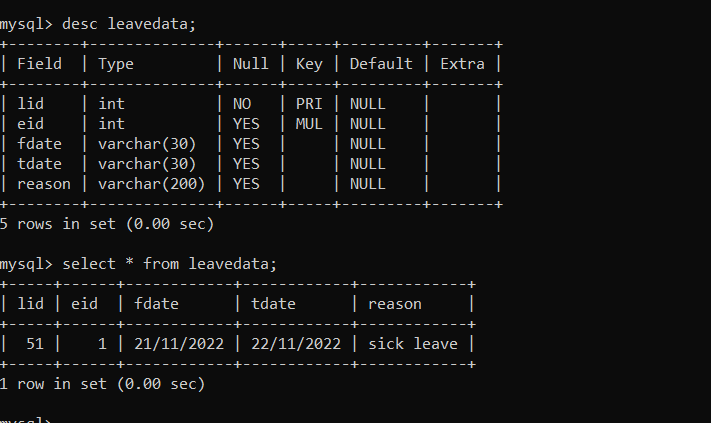 mysql> desc leavedata;
+--------+--------------+------+-----+---------+-------+
| Field  | Type         | Null | Key | Default | Extra |
+--------+--------------+------+-----+---------+-------+
| lid    | int          | NO   | PRI | NULL    |       |
| eid    | int          | YES  | MUL | NULL    |       |
| fdate  | varchar(30)  | YES  |     | NULL    |       |
| tdate  | varchar(30)  | YES  |     | NULL    |       |
| reason | varchar(200) | YES  |     | NULL    |       |
+--------+--------------+------+-----+---------+-------+
5 rows in set (0.00 sec)
mysql> select * from leavedata;
+-----+------+------------+------------+------------+
| lid | eid  | fdate      | tdate      | reason     |
+-----+------+------------+------------+------------+
|  51 |    1 | 21/11/2022 | 22/11/2022 | sick leave |
+-----+------+------------+------------+------------+
1 row in set (0.00 sec)
mysql>